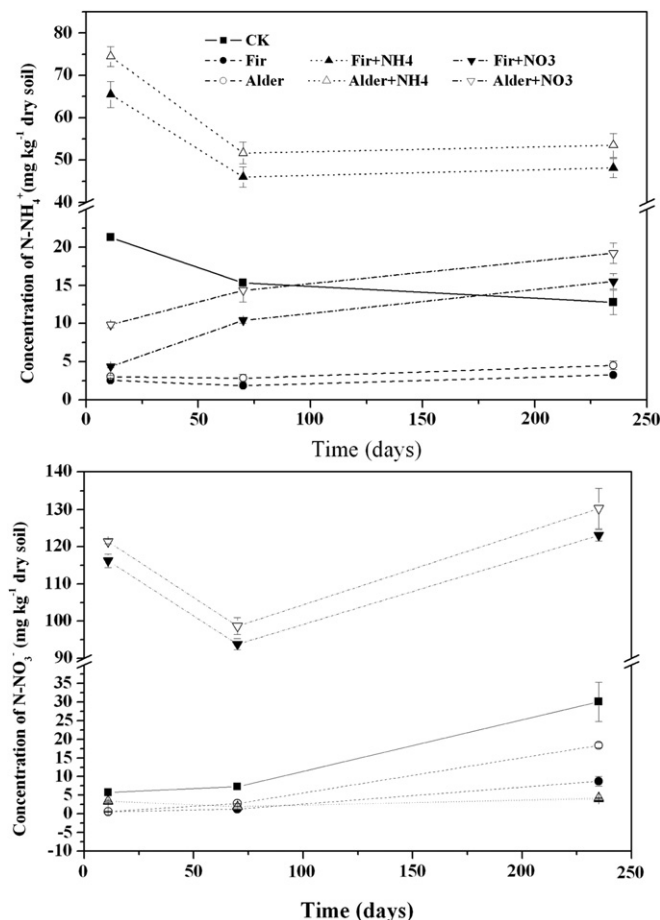 85
80
70
60
50
40
20
15
10
5
0
Concentration of N-NH4+(mg kg-1 dry soil)
CK
Fir
Fir+NH4
Fir+NO3
Alder
Alder+NH4
Alder+NO3
0 50 100 150 200 250
Time (days)
140
130
120
110
100
90
35
30
25
20
15
10
5
0
-5
-10
Concentration of N-NO3- (mg kg-1 dry soil)
0 50 100 150 200 250
Time (days)